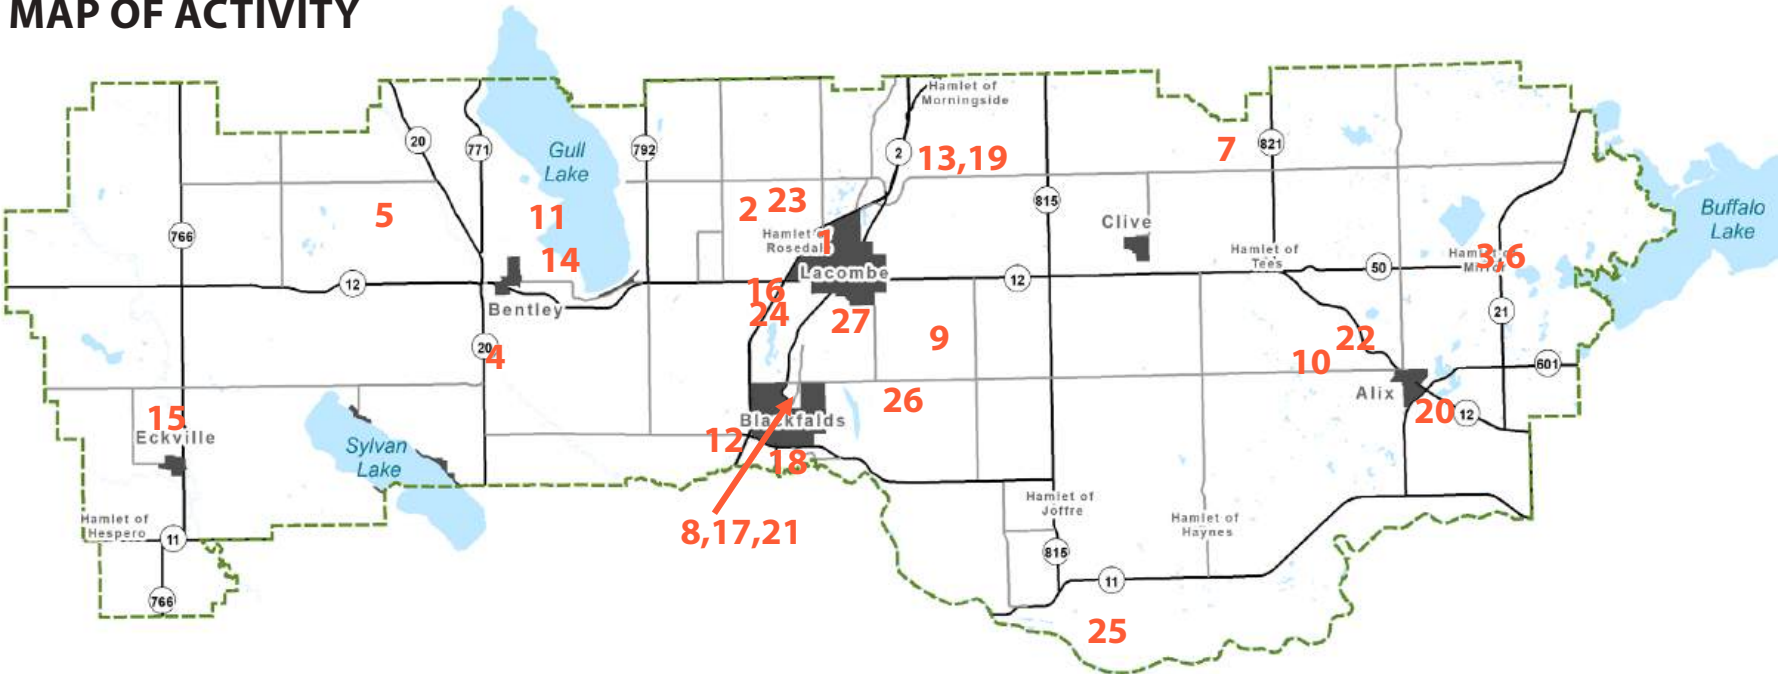 MAP OF ACTIVITY
Hamlet of
Morningside
20
771
Gull
Lake
792
2
13,19
7
821
5
11
2
23
815
766
Clive
Buffalo
Lake
Hamlet of
Rosedale
1
14
Lacombe
Hamlet of
Tees
50
3,6
12
12
16
24
27
Bentley
21
20
4
9
22
10
601
Alix
20
12
26
15
Eckville
Blackfalds
12
18
Sylvan
Lake
Hamlet of
Joffre
Hamlet of
Hespero
11
8,17,21
Hamlet of
Haynes
815
11
766
25